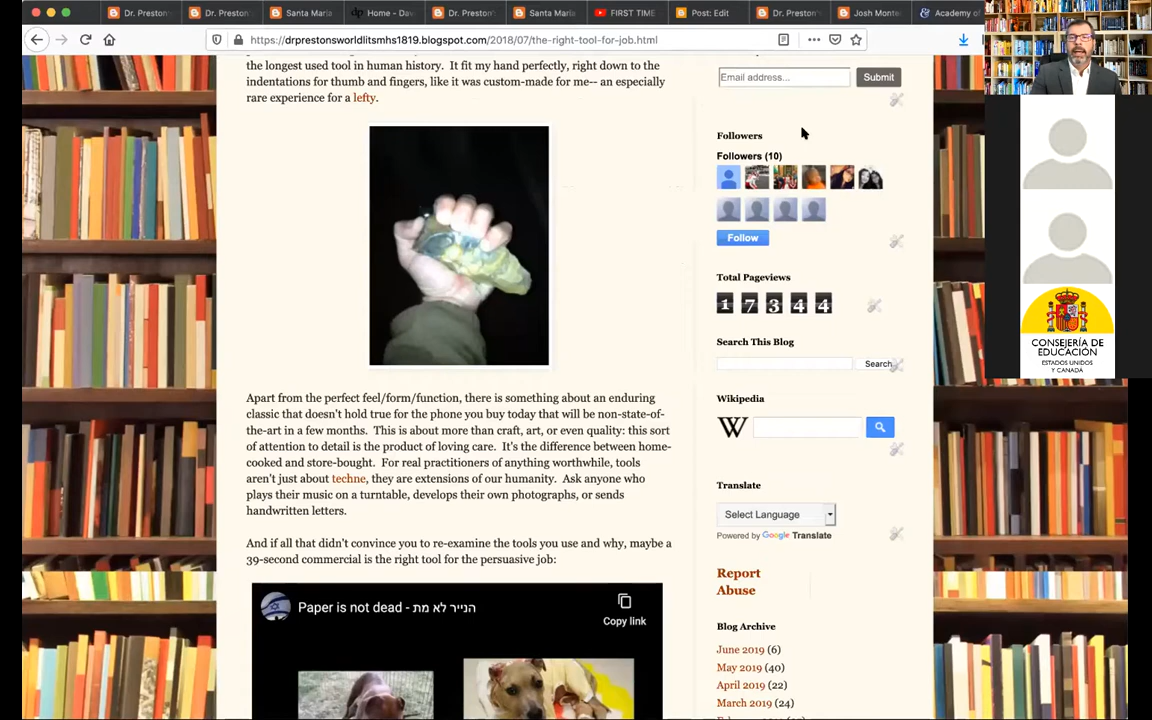 Dr. Preston'
Dr. Preston'
Santa Maria
Home - Dav
Dr. Preston'
Santa Maria
FIRST TIME
Post: Edit
Dr. Preston'
Josh Monte
Academy of
https://drprestonsworldlitsmts1819.blogspot.com/2018/07/the-right-tool-for-job.html
the longest used tool in human history. It fit my hand perfectly, right down to the
indentations for thumb and fingers, like it was custom-made for me-- an especially
rare experience for a lefty.
Apart from the perfect feel/form/function, there is something about an enduring
classic that doesn't hold true for the phone you buy today that will be non-state-of-
the-art in a few months. This is about more than craft, art, or even quality: this sort
of attention to detail is the product of loving care. It's the difference between home-
cooked and store-bought. For real practitioners of anything worthwhile, tools
aren't just about techne, they are extensions of our humanity. Ask anyone who
plays their music on a turntable, develops their own photographs, or sends
handwritten letters.
And if all that didn't convince you to re-examine the tools you use and why, maybe a
39-second commercial is the right tool for the persuasive job:
Paper is not dead - הנייר לא מת
Copy link
Email address...
Submit
Followers
Followers (10)
Follow
Total Pageviews
17344
Search This Blog
Search
Wikipedia
W
Translate
Select Language
Powered by Google Translate
Report
Abuse
Blog Archive
June 2019 (6)
May 2019 (40)
April 2019 (22)
March 2019 (24)
CONSEJERÍA DE
EDUCACIÓN
ESTADOS UNIDOS
Y CANADÁ